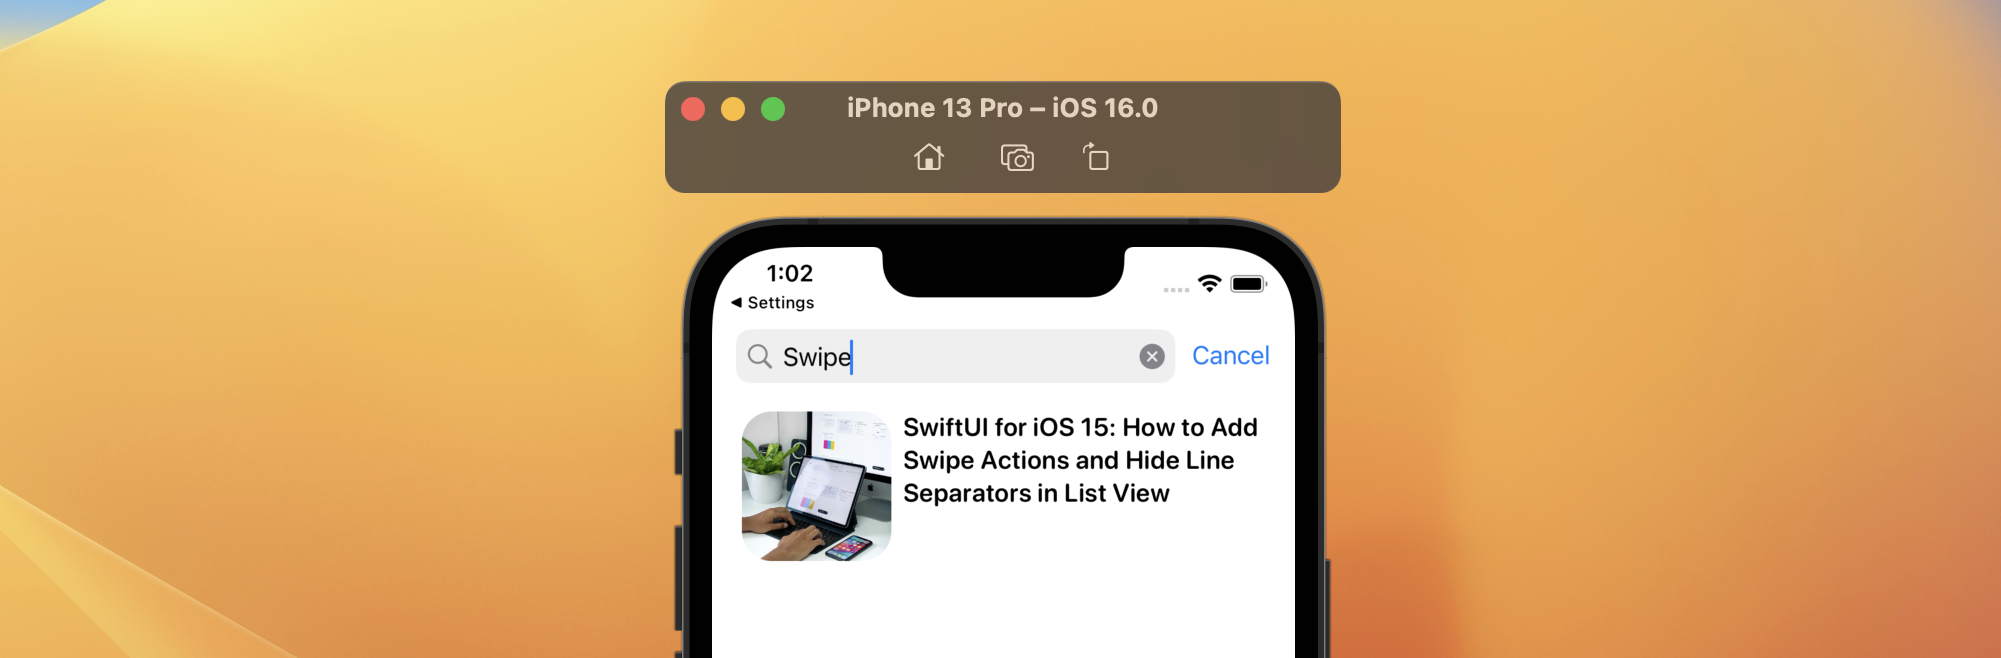 iPhone 13 Pro – iOS 16.0
1:02
◀ Settings
Swipe
Cancel
SwiftUI for iOS 15: How to Add
Swipe Actions and Hide Line
Separators in List View